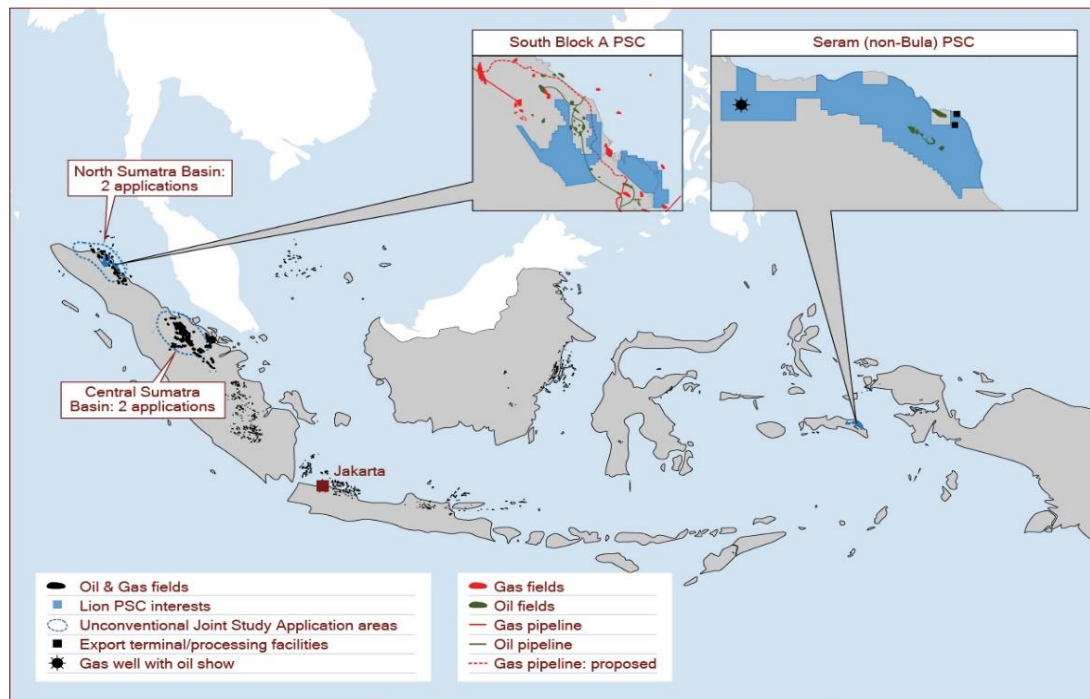 South Block A PSC
Seram (non-Bula) PSC
North Sumatra Basin:
2 applications
Central Sumatra
Basin: 2 applications
Jakarta
Oil & Gas fields
Lion PSC interests
Unconventional Joint Study Application areas
Export terminal/processing facilities
Gas well with oil show
Gas fields
Oil fields
Gas pipeline
Oil pipeline
Gas pipeline: proposed